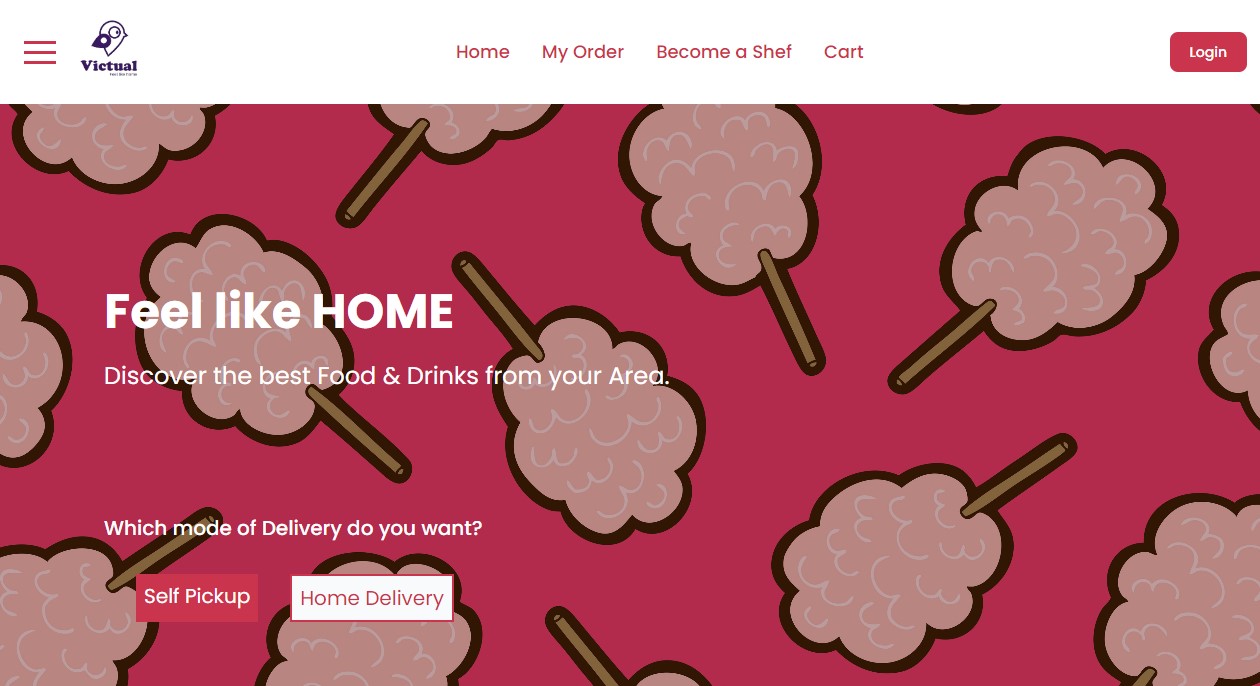 Victual
Home
My Order
Become a Shef
Cart
Login
Feel like HOME
Discover the best Food & Drinks from your Area.
Which mode of Delivery do you want?
Self Pickup
Home Delivery